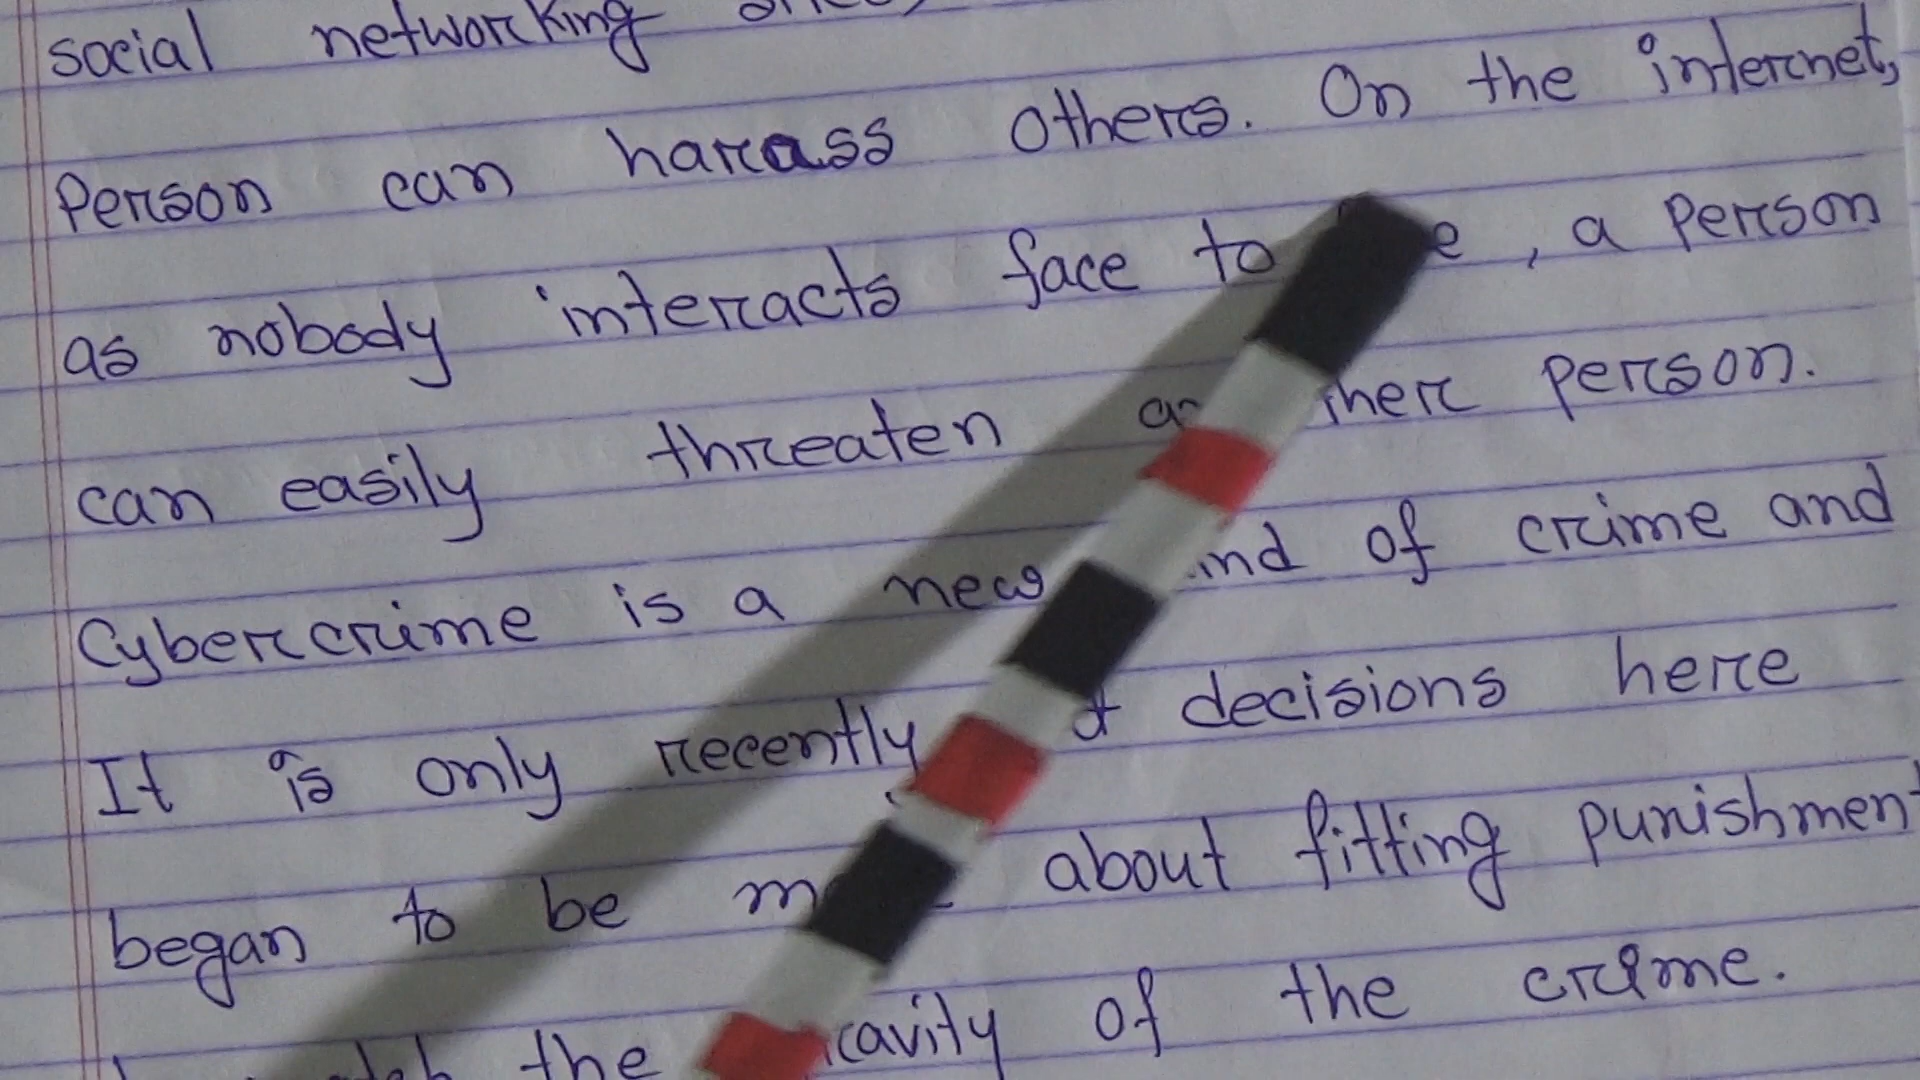 social networking
Person can harass others. On the internet,
as nobody interacts face to , a person
can easily threaten person.
Cybercrime is a new of crime and
It is only recently decisions here
began to be about fitting punishment
the of the crime.